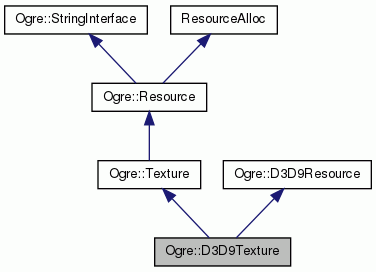 Ogre::StringInterface
ResourceAlloc
Ogre::Resource
Ogre::Texture
Ogre::D3D9Resource
Ogre::D3D9Texture